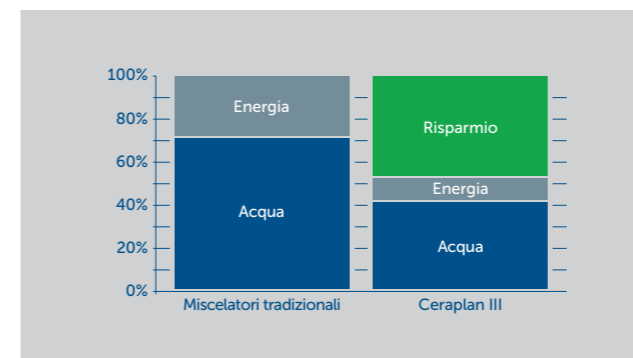 100%
80%
60%
40%
20%
0%
Energia
Acqua
Risparmio
Energia
Acqua
Miscelatori tradizionali
Ceraplan III